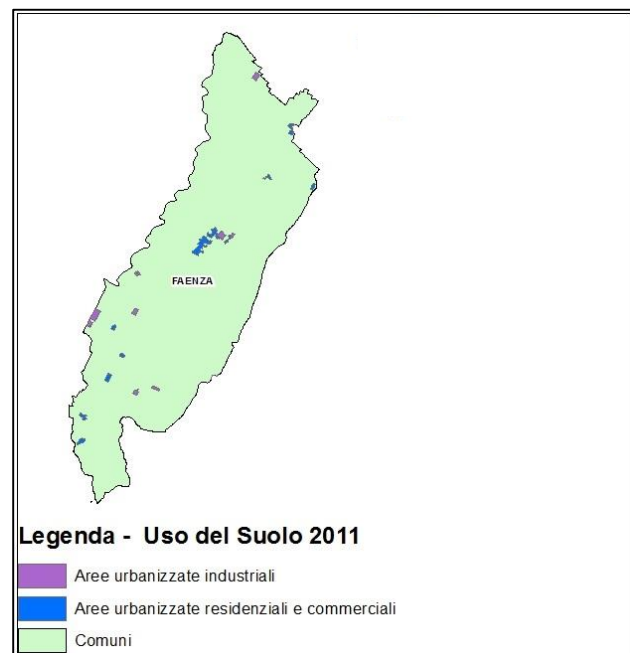 FAENZA
Legenda - Uso del Suolo 2011
Aree urbanizzate industriali
Aree urbanizzate residenziali e commerciali
Comuni